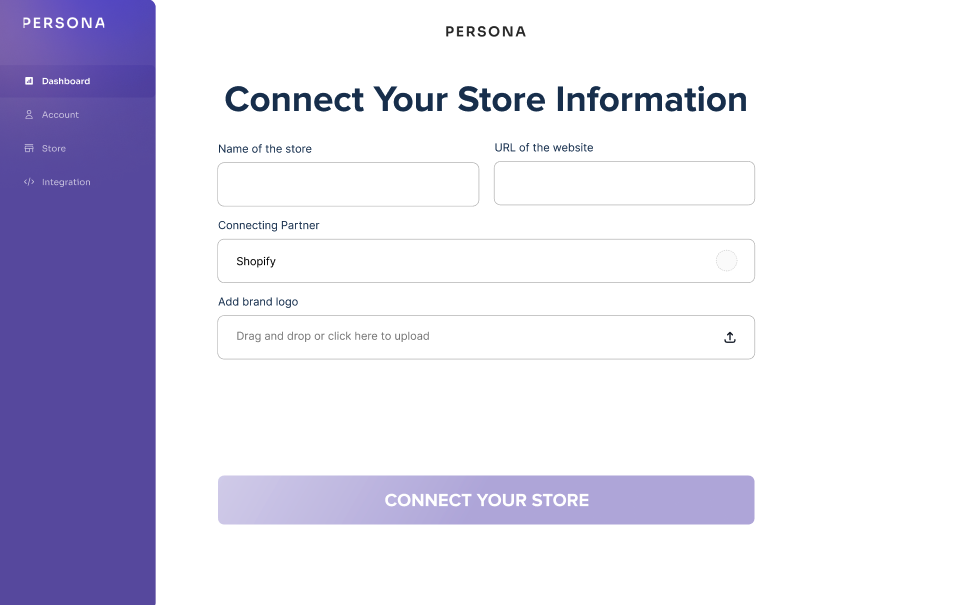 PERSONA
Dashboard
Account
Store
Integration
PERSONA
Connect Your Store Information
Name of the store
URL of the website
Connecting Partner
Shopify
Add brand logo
Drag and drop or click here to upload
CONNECT YOUR STORE